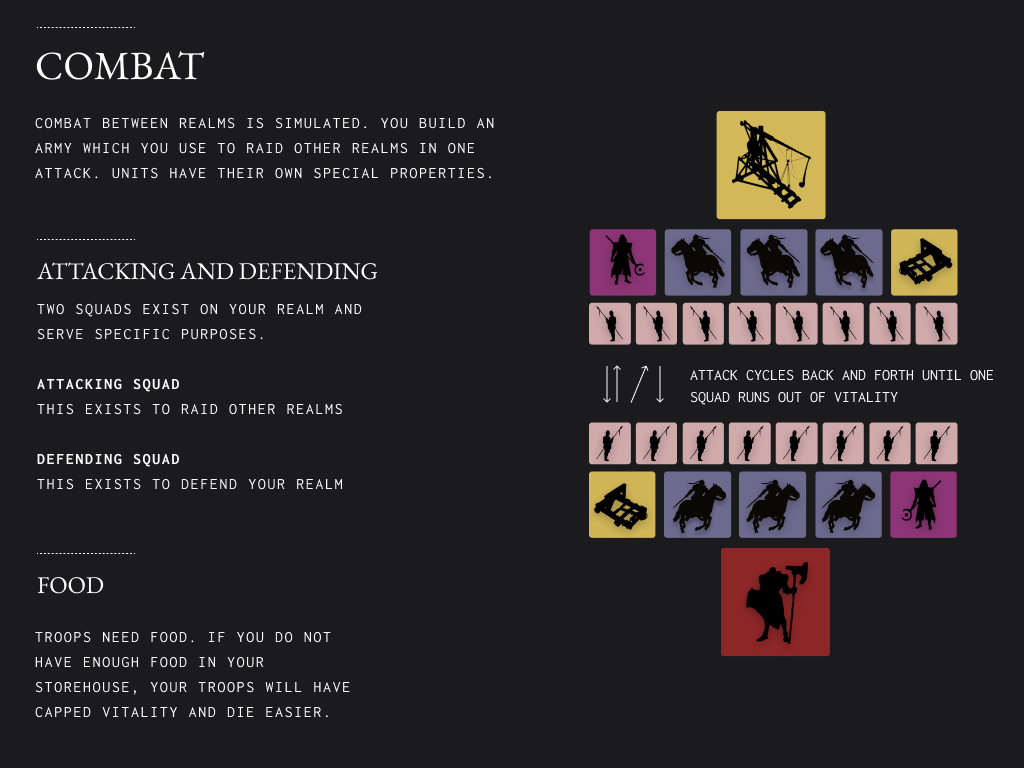 COMBAT
COMBAT BETWEEN REALMS IS SIMULATED. YOU BUILD AN
ARMY WHICH YOU USE TO RAID OTHER REALMS IN ONE
ATTACK. UNITS HAVE THEIR OWN SPECIAL PROPERTIES.
ATTACKING AND DEFENDING
TWO SQUADS EXIST ON YOUR REALM AND
SERVE SPECIFIC PURPOSES.
ATTACKING SQUAD
THIS EXISTS TO RAID OTHER REALMS
DEFENDING SQUAD
THIS EXISTS TO DEFEND YOUR REALM
FOOD
TROOPS NEED FOOD. IF YOU DO NOT
HAVE ENOUGH FOOD IN YOUR
STOREHOUSE, YOUR TROOPS WILL HAVE
CAPPED VITALITY AND DIE EASIER.
ATTACK CYCLES BACK AND FORTH UNTIL ONE
SQUAD RUNS OUT OF VITALITY